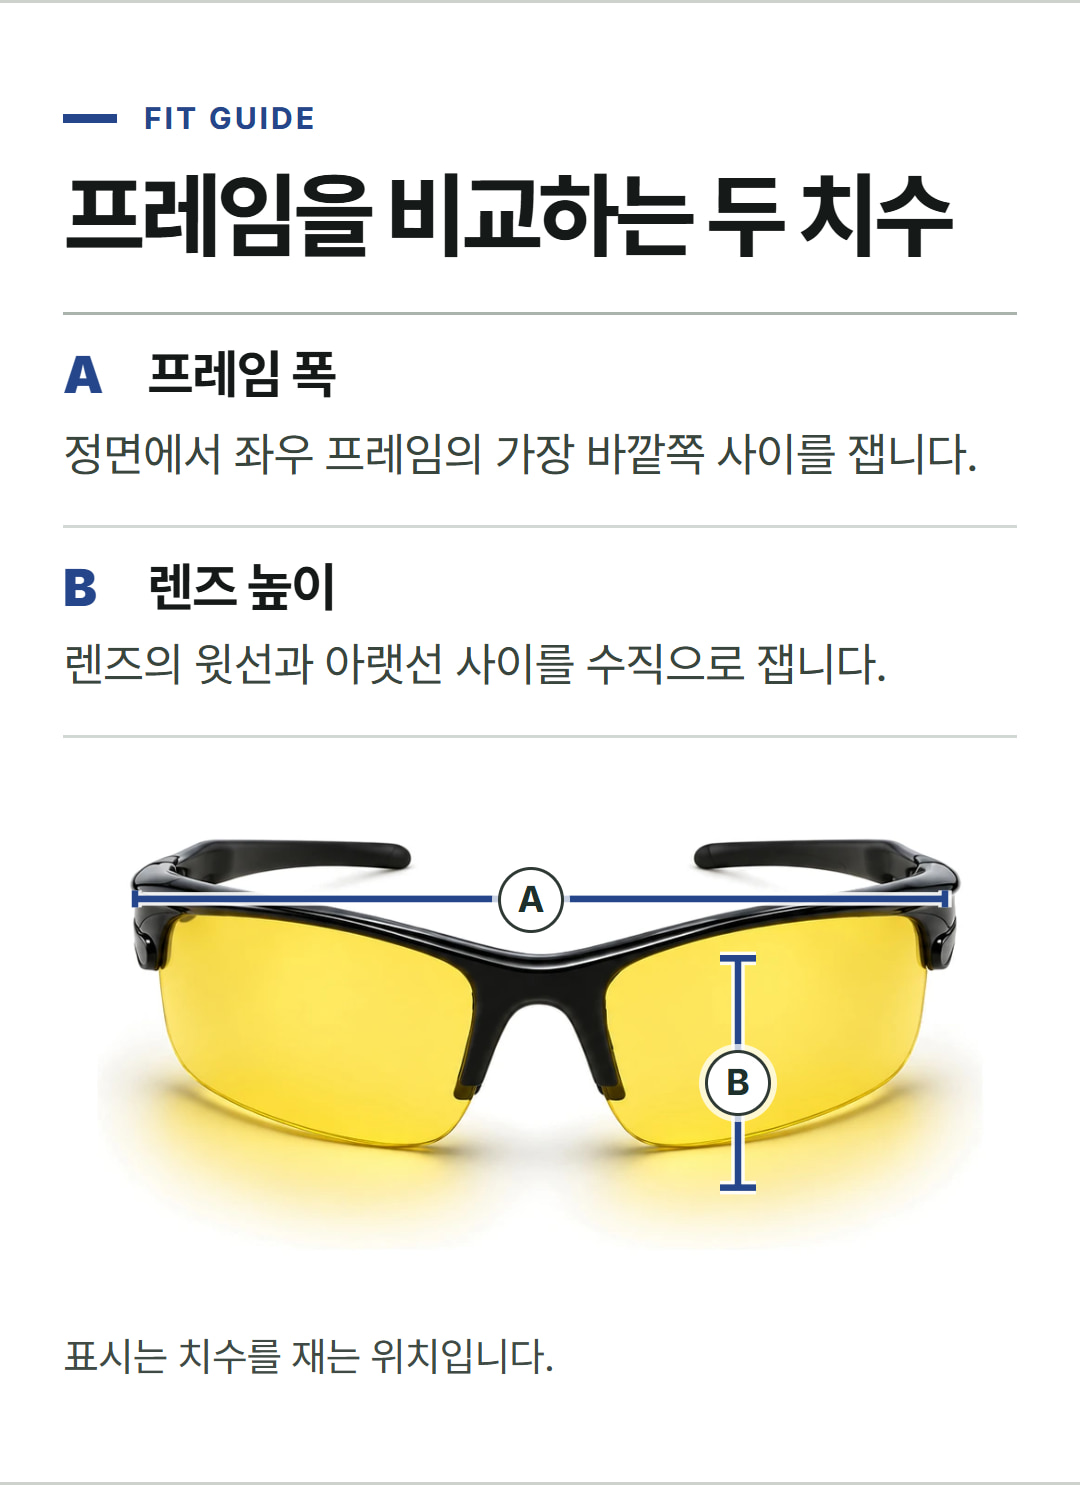 FIT GUIDE
프레임을 비교하는 두 치수
A 프레임 폭
정면에서 좌우 프레임의 가장 바깥쪽 사이를 잽니다.
B 렌즈 높이
렌즈의 윗선과 아랫선 사이를 수직으로 잽니다.
A
B
표시는 치수를 재는 위치입니다.